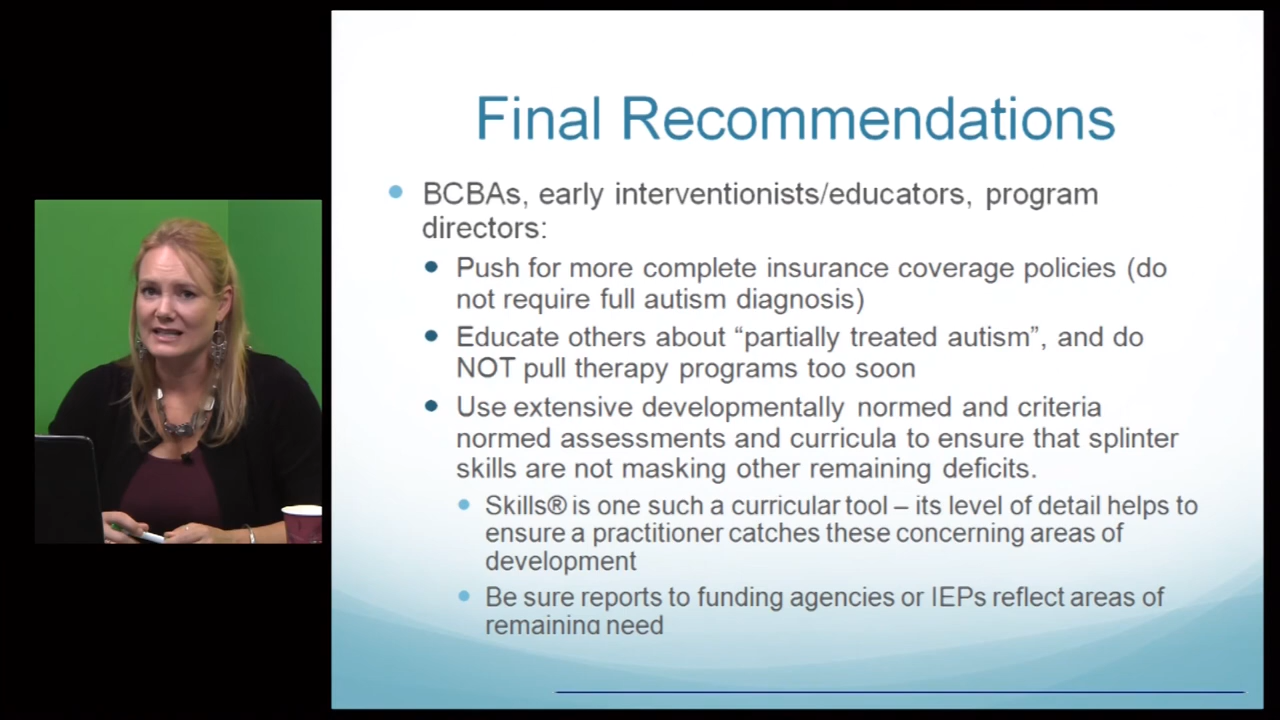 Final Recommendations
BCBAs, early interventionists/educators, program
directors:
Push for more complete insurance coverage policies (do
not require full autism diagnosis)
Educate others about “partially treated autism”, and do
NOT pull therapy programs too soon
Use extensive developmentally normed and criteria
normed assessments and curricula to ensure that splinter
skills are not masking other remaining deficits.
Skills® is one such a curricular tool – its level of detail helps to
ensure a practitioner catches these concerning areas of
development
Be sure reports to funding agencies or IEPs reflect areas of
remaining need